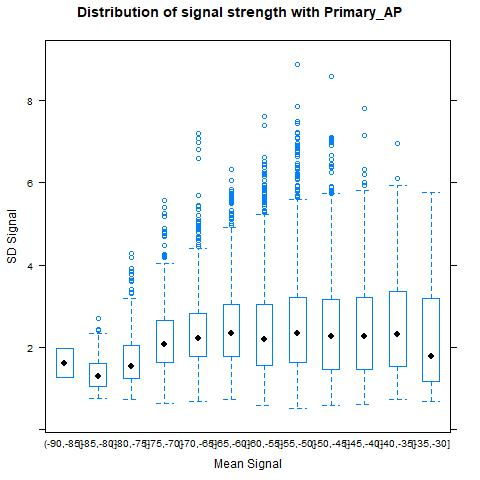 Distribution of signal strength with Primary_AP
8
6
4
2
SD Signal
(-90,-85] (-85,-80] (-80,-75] (-75,-70] (-70,-65] (-65,-60] (-60,-55] (-55,-50] (-50,-45] (-45,-40] (-40,-35] (-35,-30]
Mean Signal